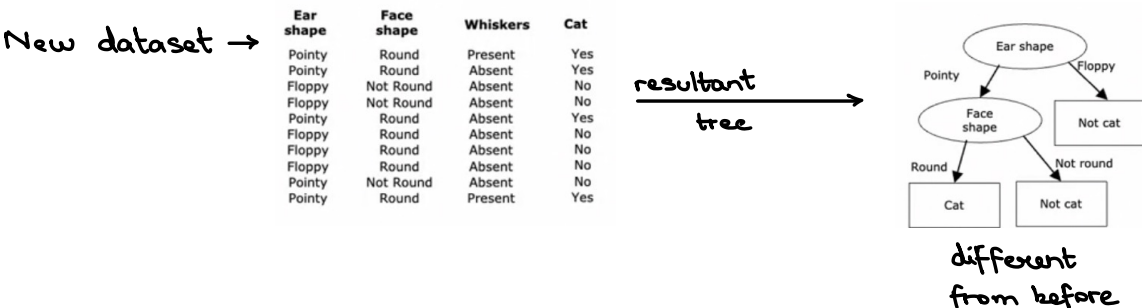 New dataset →
Ear shape Face shape Whiskers Cat
Pointy Round Present Yes
Pointy Round Absent Yes
Floppy Not Round Absent No
Floppy Not Round Absent No
Pointy Round Absent Yes
Floppy Round Absent No
Floppy Round Absent No
Floppy Round Absent No
Pointy Not Round Absent No
Pointy Round Present Yes
resultant
tree
Ear shape
Pointy
Floppy
Face
shape
Not cat
Round
Not round
Cat
Not cat
different
from before